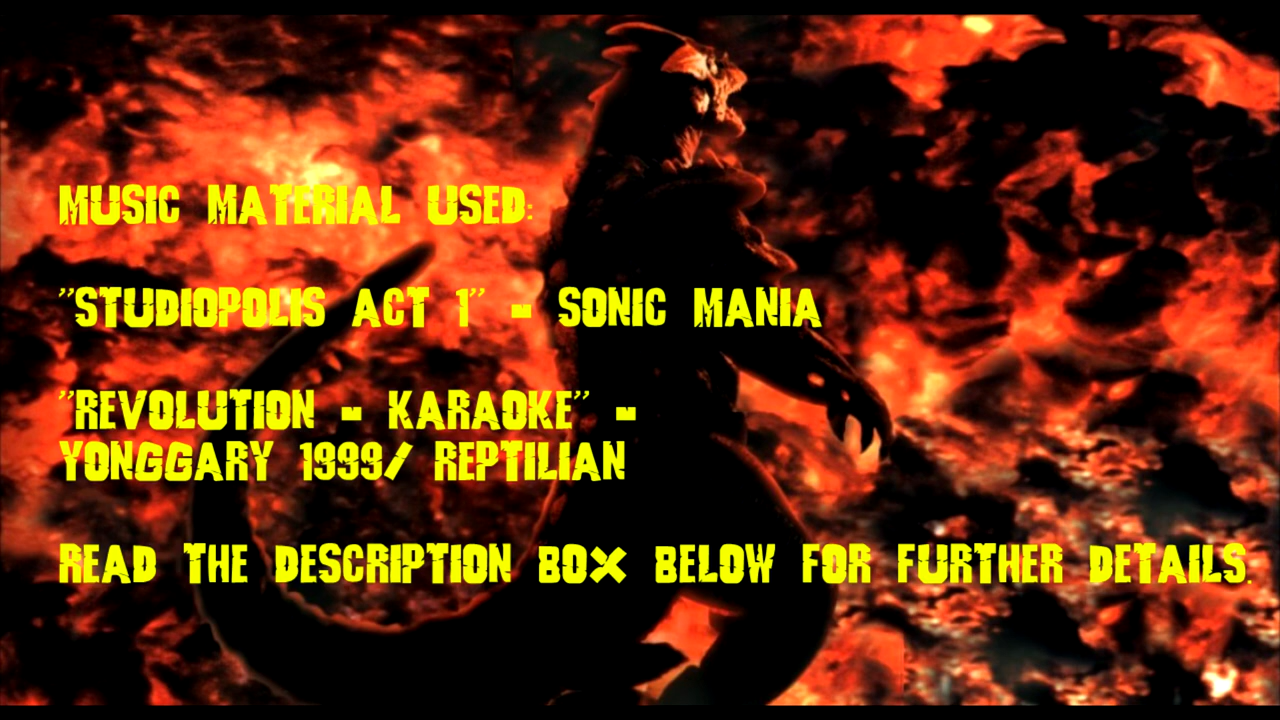 MUSIC MATERIAL USED:
"STUDIOPOLIS ACT 1" - SONIC MANIA
"REVOLUTION - KARAOKE" -
YONGGARY 1999/ REPTILIAN
READ THE DESCRIPTION BOX BELOW FOR FURTHER DETAILS.